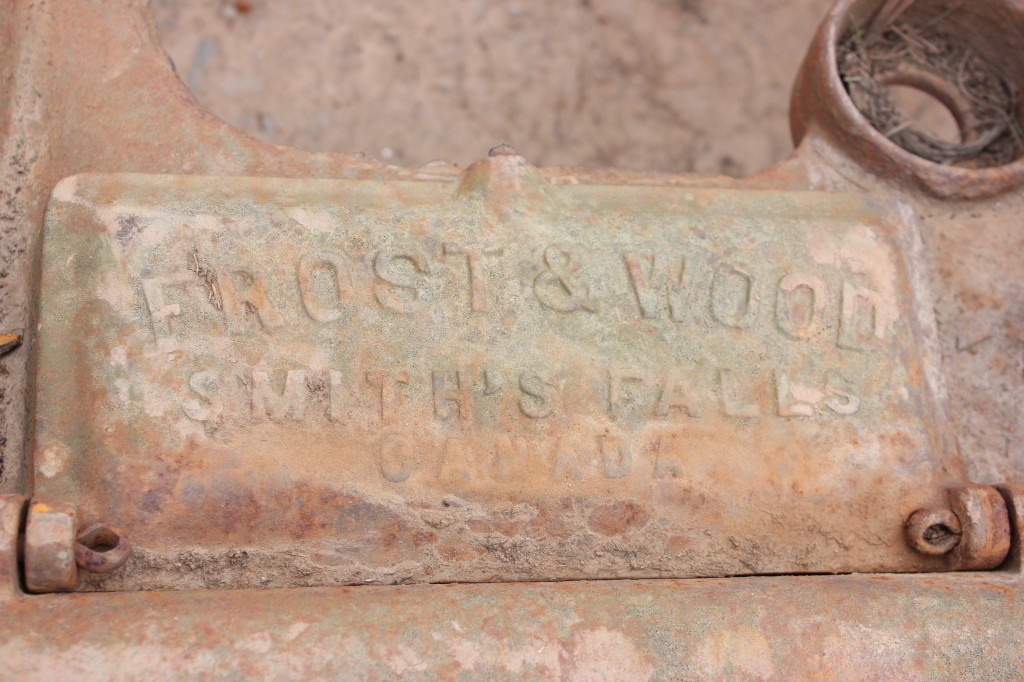 FROST & WOOD
SMITH'S FALLS
CANADA